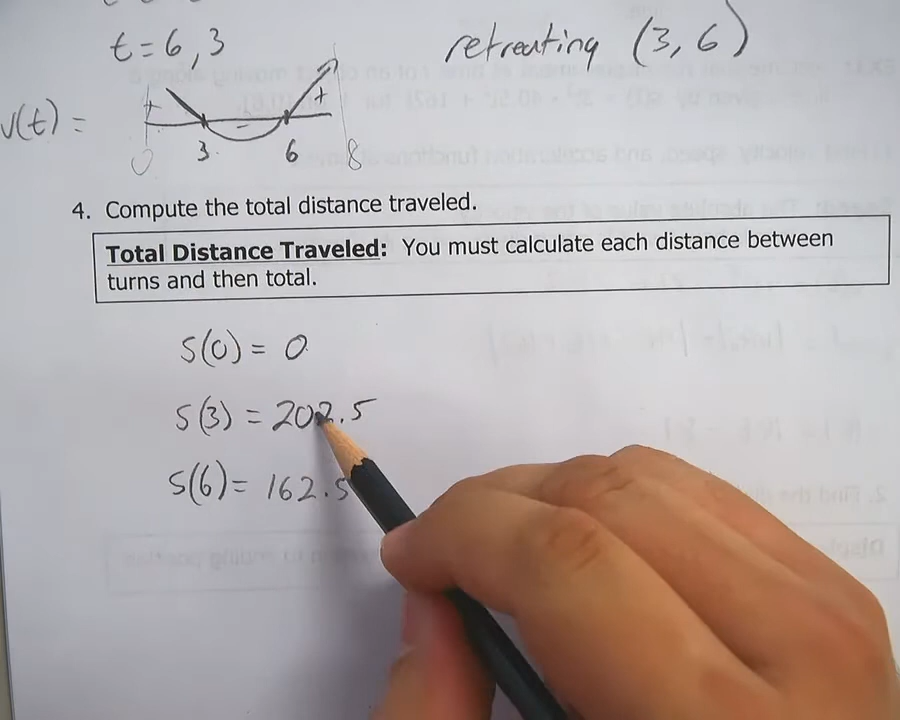 t = 6, 3
retreating (3, 6)
v(t) =
+ - +
0 3 6 8
4. Compute the total distance traveled.
Total Distance Traveled: You must calculate each distance between
turns and then total.
s(0) = 0
s(3) = 202.5
s(6) = 162.5